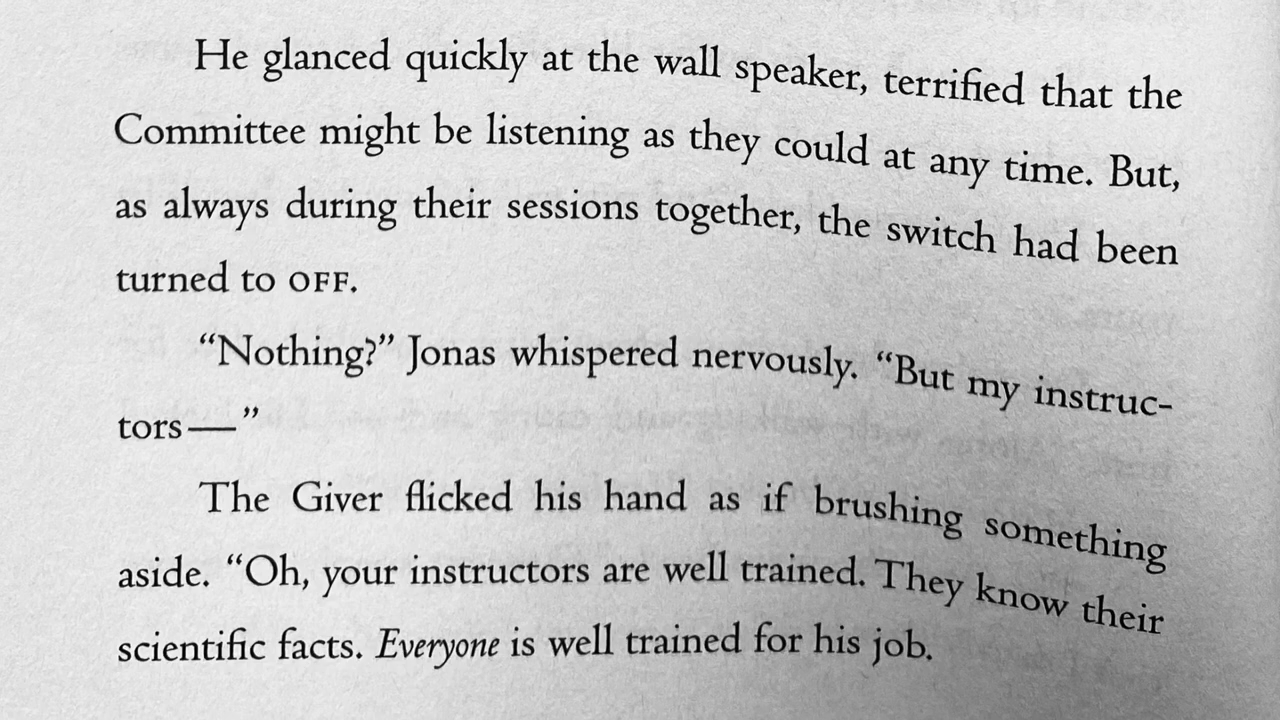 He glanced quickly at the wall speaker, terrified that the
Committee might be listening as they could at any time. But,
as always during their sessions together, the switch had been
turned to OFF.
“Nothing?” Jonas whispered nervously. “But my instruc-
tors—”
The Giver flicked his hand as if brushing something
aside. “Oh, your instructors are well trained. They know their
scientific facts. Everyone is well trained for his job.